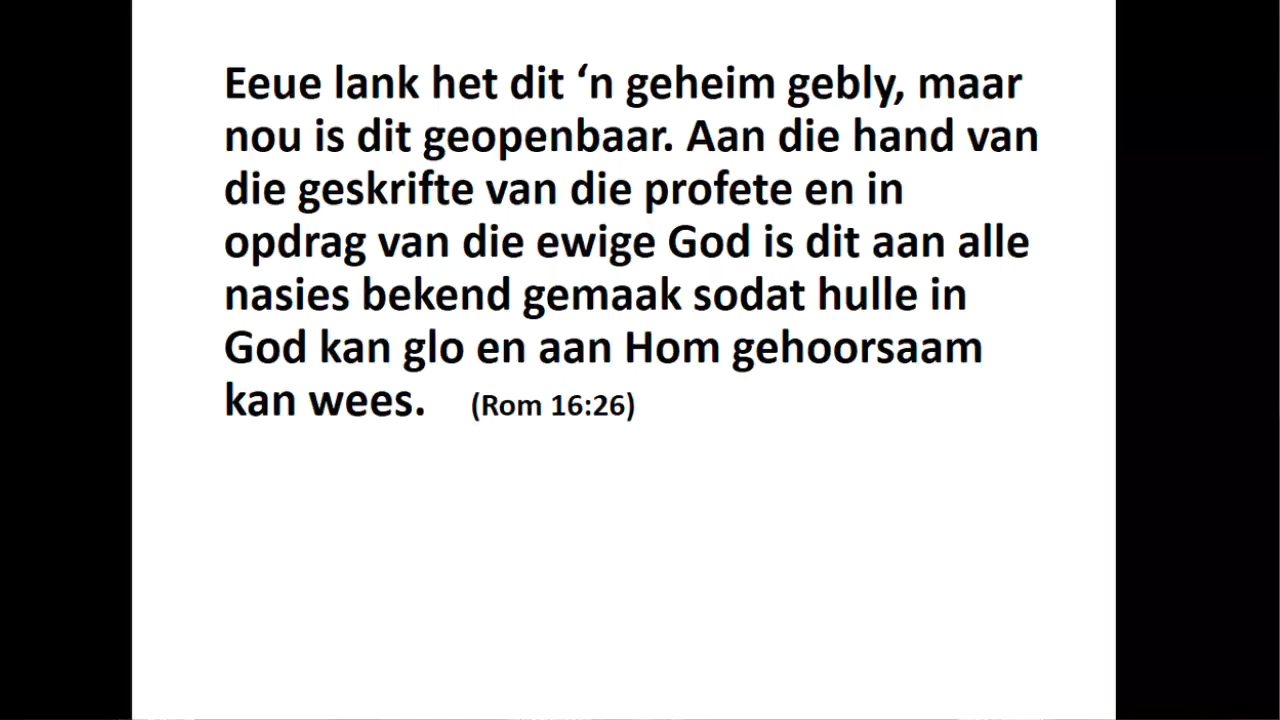 Eeue lank het dit ‘n geheim gebly, maar
nou is dit geopenbaar. Aan die hand van
die geskrifte van die profete en in
opdrag van die ewige God is dit aan alle
nasies bekend gemaak sodat hulle in
God kan glo en aan Hom gehoorsaam
kan wees. (Rom 16:26)